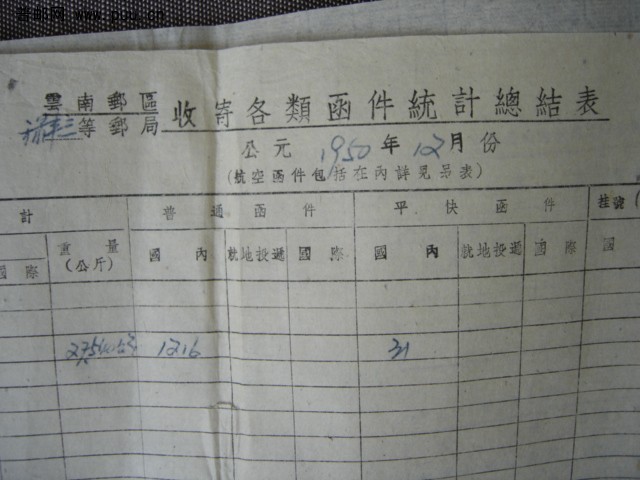 雲南郵區
等郵局
收寄各類函件統計總結表
公元 1950 年 12 月份
(航空函件包括在內詳見另表)
計 普通函件 平快函件 挂號
國際 重量(公斤) 國內 就地投遞 國際 國內 就地投遞 國際 國
1216 31